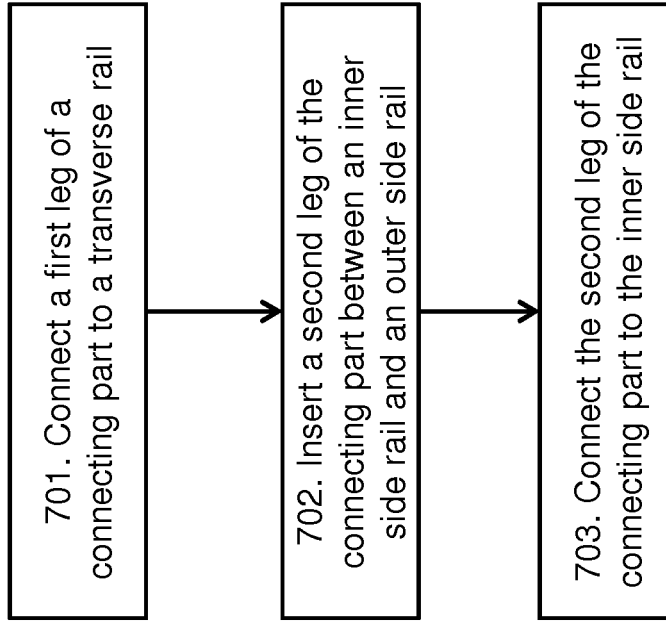 701. Connect a first leg of a
connecting part to a transverse rail
702. Insert a second leg of the
connecting part between an inner
side rail and an outer side rail
703. Connect the second leg of the
connecting part to the inner side rail